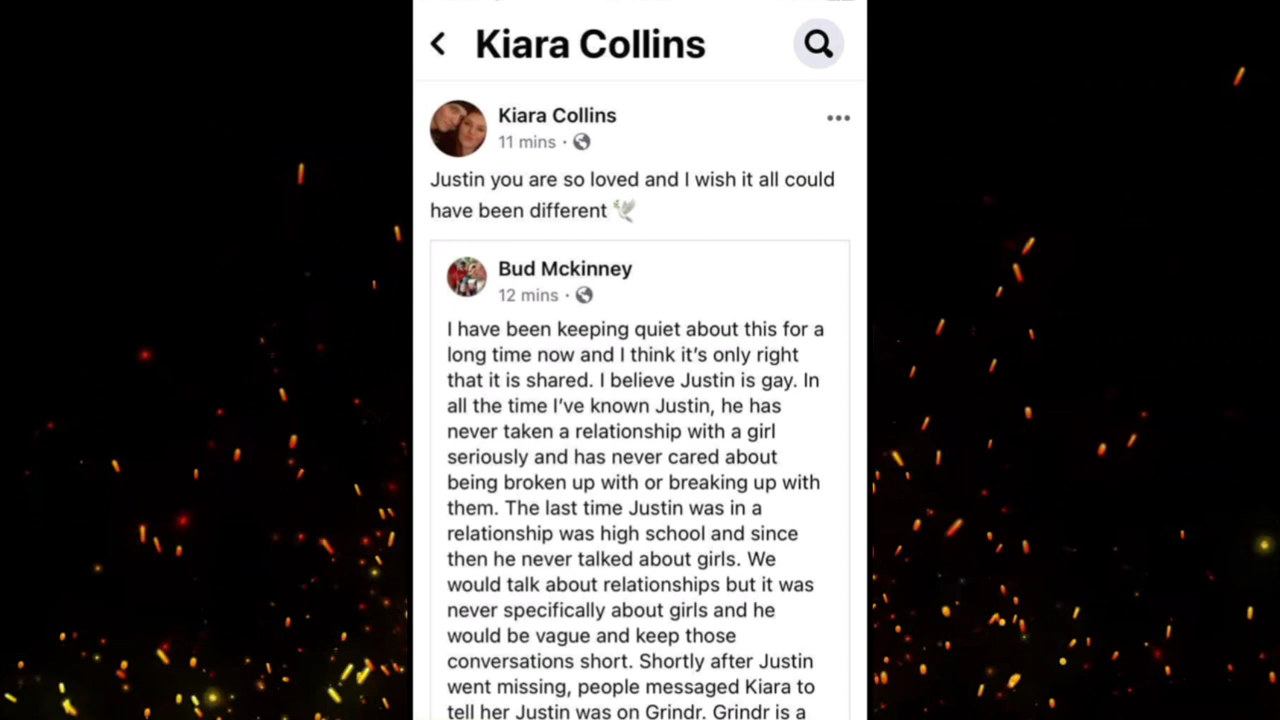 Kiara Collins
Kiara Collins
11 mins ·
Justin you are so loved and I wish it all could
have been different 🕊️
Bud Mckinney
12 mins ·
I have been keeping quiet about this for a
long time now and I think it's only right
that it is shared. I believe Justin is gay. In
all the time I've known Justin, he has
never taken a relationship with a girl
seriously and has never cared about
being broken up with or breaking up with
them. The last time Justin was in a
relationship was high school and since
then he never talked about girls. We
would talk about relationships but it was
never specifically about girls and he
would be vague and keep those
conversations short. Shortly after Justin
went missing, people messaged Kiara to
tell her Justin was on Grindr. Grindr is a